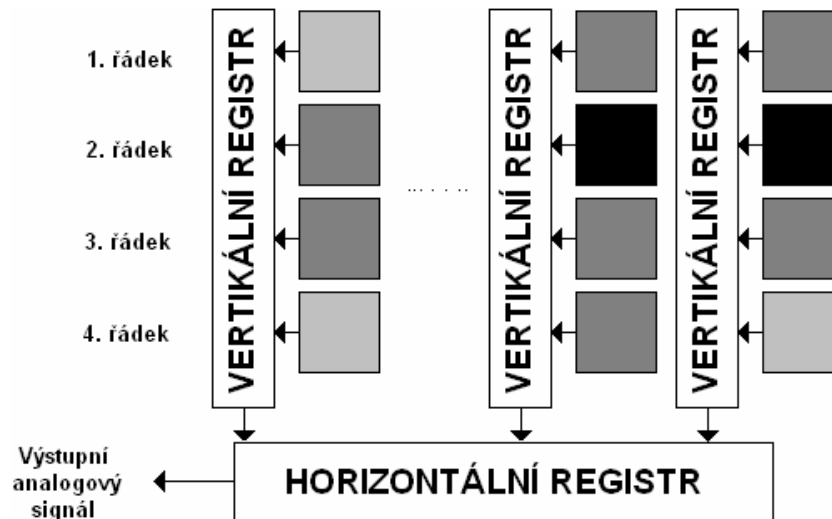 1. řádek
2. řádek
3. řádek
4. řádek
VERTIKÁLNÍ REGISTR
VERTIKÁLNÍ REGISTR
VERTIKÁLNÍ REGISTR
HORIZONTÁLNÍ REGISTR
Výstupní
analogový
signál